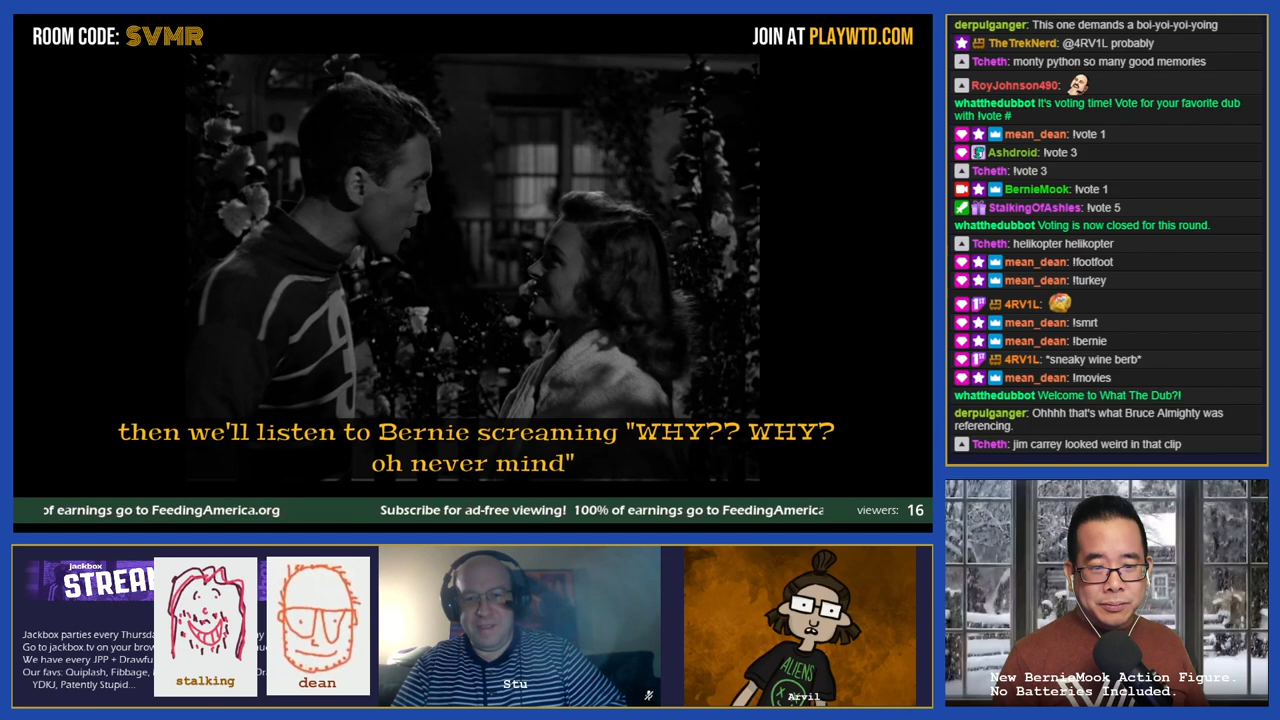 ROOM CODE: SVMR
JOIN AT PLAYWTD.COM
then we'll listen to Bernie screaming "WHY?? WHY?
oh never mind"
of earnings go to FeedingAmerica.org
Subscribe for ad-free viewing! 100% of earnings go to FeedingAmerica
viewers: 16
derpulganger: This one demands a boi-yoi-yoi-yoing
TheTrekNerd: @4RV1L probably
Tcheth: monty python so many good memories
RoyJohnson490:
whatthedubbot It's voting time! Vote for your favorite dub
with !vote #
mean_dean: !vote 1
Ashdroid: !vote 3
Tcheth: !vote 3
BernieMook: !vote 1
StalkingOfAshles: !vote 5
whatthedubbot Voting is now closed for this round.
Tcheth: helikopter helikopter
mean_dean: !footfoot
mean_dean: !turkey
4RV1L:
mean_dean: !smrt
mean_dean: !bernie
4RV1L: *sneaky wine berb*
mean_dean: !movies
whatthedubbot Welcome to What The Dub?!
derpulganger: Ohhhh that's what Bruce Almighty was
referencing.
Tcheth: jim carrey looked weird in that clip
jackbox
STREA
Jackbox parties every Thursda
Go to jackbox.tv on your brow
We have every JPP + Drawfu
Our favs: Quiplash, Fibbage,
YDKJ, Patently Stupid...
stalking
dean
Stu
ALIENS
Arvil
New BernieMook Action Figure.
No Batteries Included.